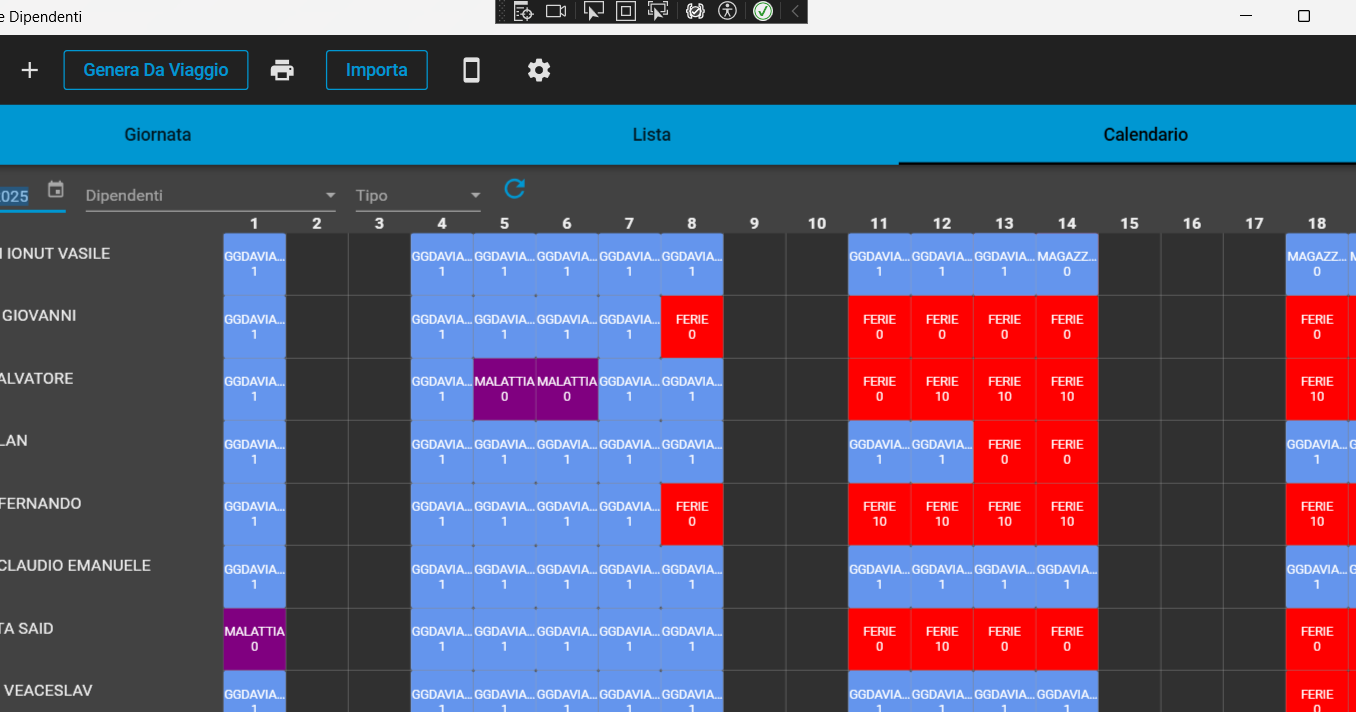 e Dipendenti
Genera Da Viaggio
Importa
Giornata Lista Calendario
025 Dipendenti Tipo
1 2 3 4 5 6 7 8 9 10 11 12 13 14 15 16 17 18
IONUT VASILE
GGDAVIA... GGDAVIA... GGDAVIA... GGDAVIA... GGDAVIA... GGDAVIA... GGDAVIA... GGDAVIA... GGDAVIA... MAGAZZ... MAGAZZ...
1 1 1 1 1 1 1 1 1 0 0
GIOVANNI
GGDAVIA... GGDAVIA... GGDAVIA... GGDAVIA... GGDAVIA... FERIE FERIE FERIE FERIE FERIE FERIE
1 1 1 1 1 0 0 0 0 0 0
ALVATORE
GGDAVIA... GGDAVIA... MALATTIA MALATTIA GGDAVIA... GGDAVIA... FERIE FERIE FERIE FERIE FERIE
1 1 0 0 1 1 0 10 10 10 10
LAN
GGDAVIA... GGDAVIA... GGDAVIA... GGDAVIA... GGDAVIA... GGDAVIA... GGDAVIA... GGDAVIA... FERIE FERIE GGDAVIA...
1 1 1 1 1 1 1 1 0 0 1
FERNANDO
GGDAVIA... GGDAVIA... GGDAVIA... GGDAVIA... GGDAVIA... FERIE FERIE FERIE FERIE FERIE FERIE
1 1 1 1 1 0 10 10 10 10 10
CLAUDIO EMANUELE
GGDAVIA... GGDAVIA... GGDAVIA... GGDAVIA... GGDAVIA... GGDAVIA... GGDAVIA... GGDAVIA... GGDAVIA... GGDAVIA... GGDAVIA...
1 1 1 1 1 1 1 1 1 1 1
TA SAID
MALATTIA GGDAVIA... GGDAVIA... GGDAVIA... GGDAVIA... GGDAVIA... FERIE FERIE FERIE FERIE FERIE
0 1 1 1 1 1 0 10 0 0 0
VEACESLAV
GGDAVIA... GGDAVIA... GGDAVIA... GGDAVIA... GGDAVIA... GGDAVIA... GGDAVIA... GGDAVIA... GGDAVIA... GGDAVIA... FERIE
1 1 1 1 1 1 1 1 1 1 0